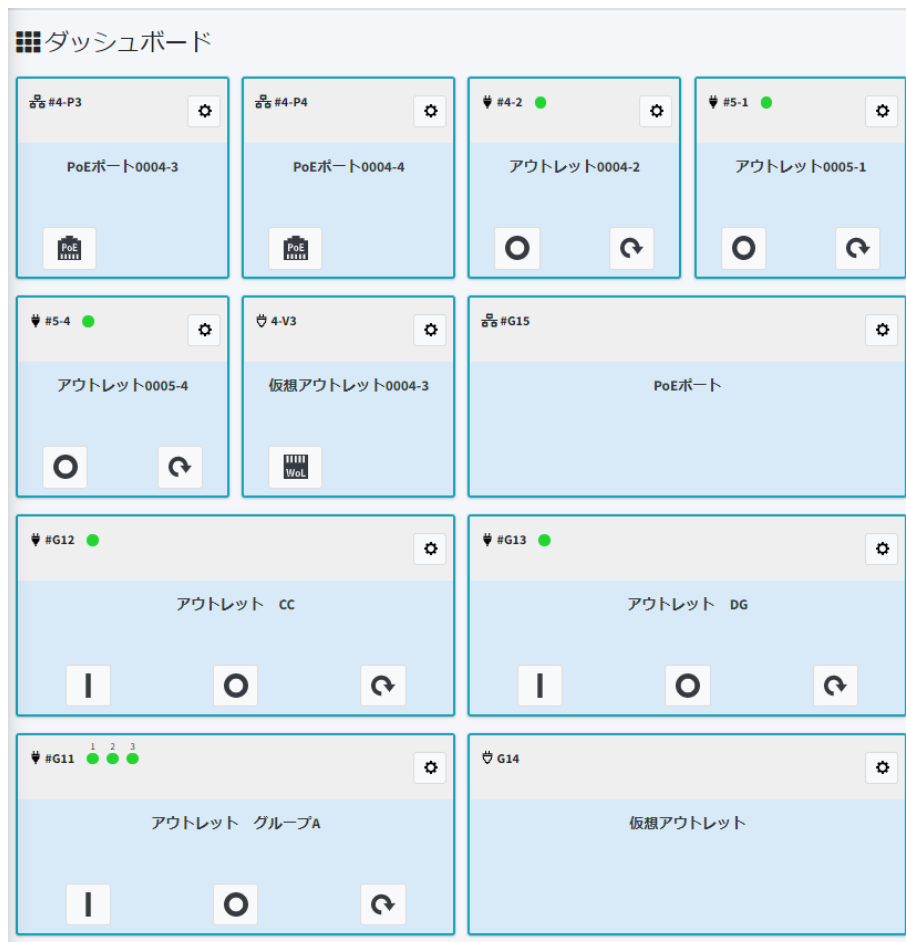 ダッシュボード
#4-P3
PoEポート0004-3
PoE
#4-P4
PoEポート0004-4
PoE
#4-2
アウトレット0004-2
#5-1
アウトレット0005-1
#5-4
アウトレット0005-4
4-V3
仮想アウトレット0004-3
WoL
#G15
PoEポート
#G12
アウトレット　CC
#G13
アウトレット　DG
#G11 1 2 3
アウトレット　グループA
G14
仮想アウトレット